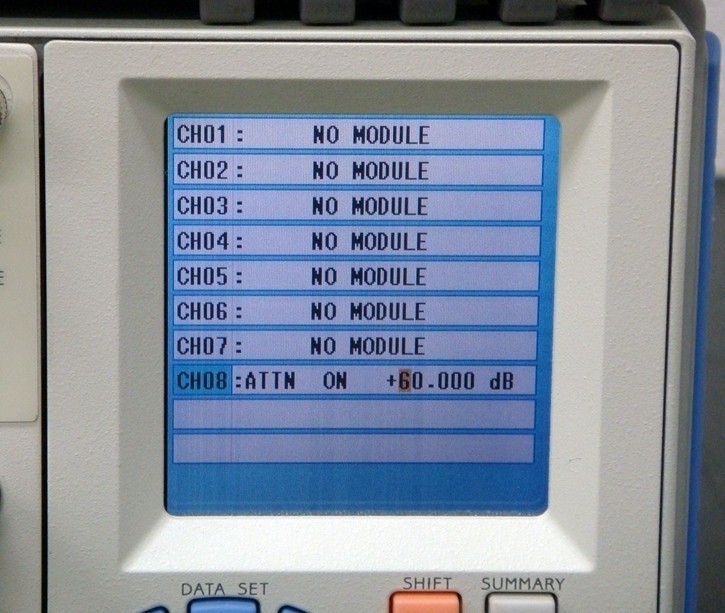 CH01: NO MODULE
CH02: NO MODULE
CH03: NO MODULE
CH04: NO MODULE
CH05: NO MODULE
CH06: NO MODULE
CH07: NO MODULE
CH08:ATTN ON +60.000 dB
DATA SET SHIFT SUMMARY